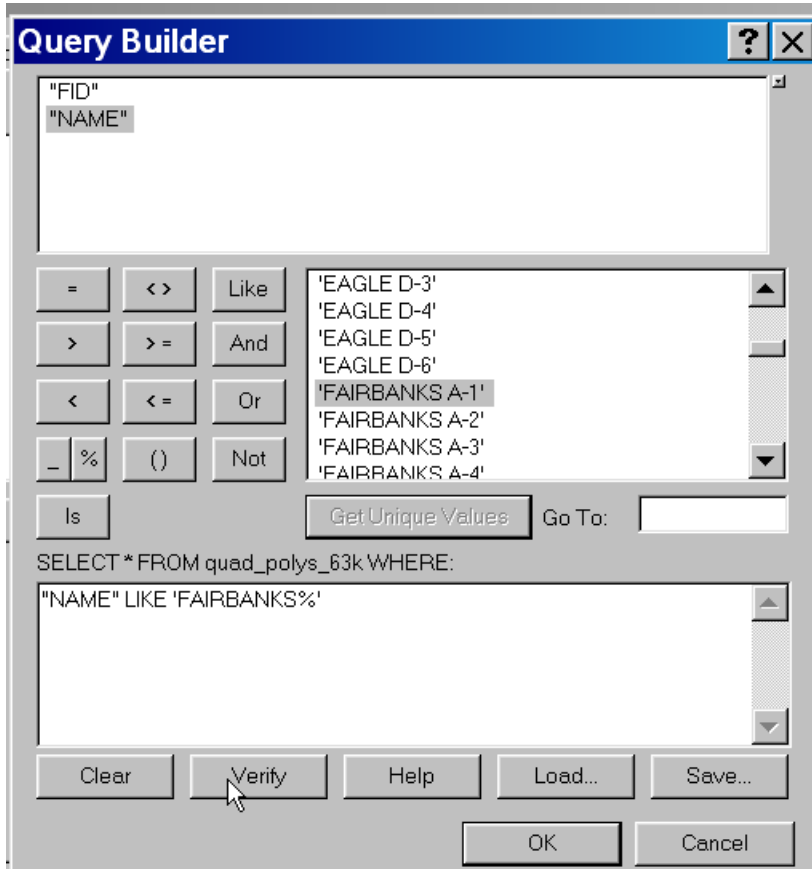 Query Builder ? X
"FID"
"NAME"
= <> Like
> >= And
< <= Or
_ % () Not
Is
'EAGLE D-3'
'EAGLE D-4'
'EAGLE D-5'
'EAGLE D-6'
'FAIRBANKS A-1'
'FAIRBANKS A-2'
'FAIRBANKS A-3'
'FAIRBANKS A-4'
Get Unique Values Go To:
SELECT * FROM quad_polys_63k WHERE:
"NAME" LIKE 'FAIRBANKS%'
Clear Verify Help Load... Save...
OK Cancel